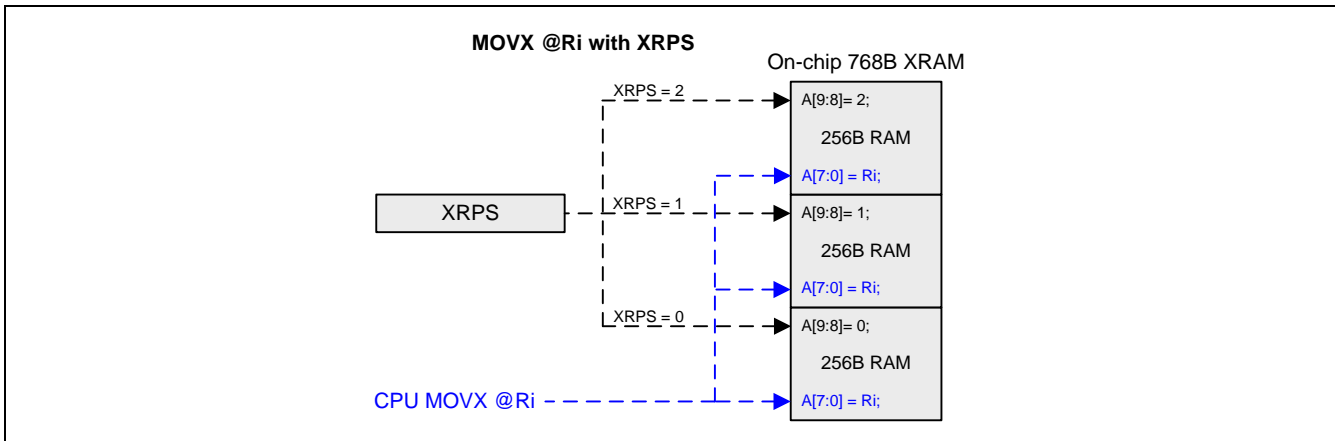 MOVX @Ri with XRPS
On-chip 768B XRAM
XRPS = 2
A[9:8]= 2;
256B RAM
A[7:0] = Ri;
XRPS
XRPS = 1
A[9:8]= 1;
256B RAM
A[7:0] = Ri;
XRPS = 0
A[9:8]= 0;
256B RAM
CPU MOVX @Ri
A[7:0] = Ri;